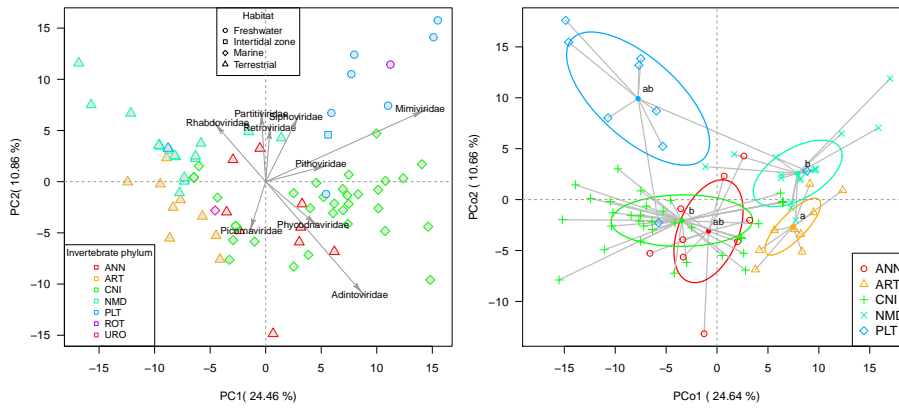 Habitat
Freshwater
Intertidal zone
Marine
Terrestrial
Partitiviridae
Siphoviridae
Rhabdoviridae
Retroviridae
Mimiviridae
Pithoviridae
Picornaviridae
Phycodnaviridae
Adintoviridae
Invertebrate phylum
ANN
ART
CNI
NMD
PLT
ROT
URO
15
10
5
0
−5
−10
−15
−15
−10
−5
0
5
10
15
PC1( 24.46 %)
PC2( 10.86 %)
ab
b
b
ab
a
ANN
ART
CNI
NMD
PLT
15
10
5
0
−5
−10
−15
−10
−5
0
5
10
15
PCo1 ( 24.64 %)
PCo2 ( 10.66 %)